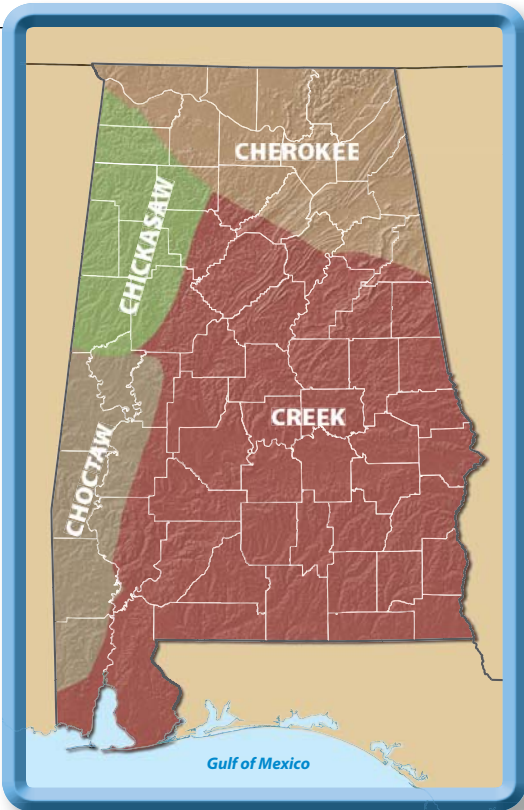 CHEROKEE
CHICKASAW
CREEK
CHOCTAW
Gulf of Mexico